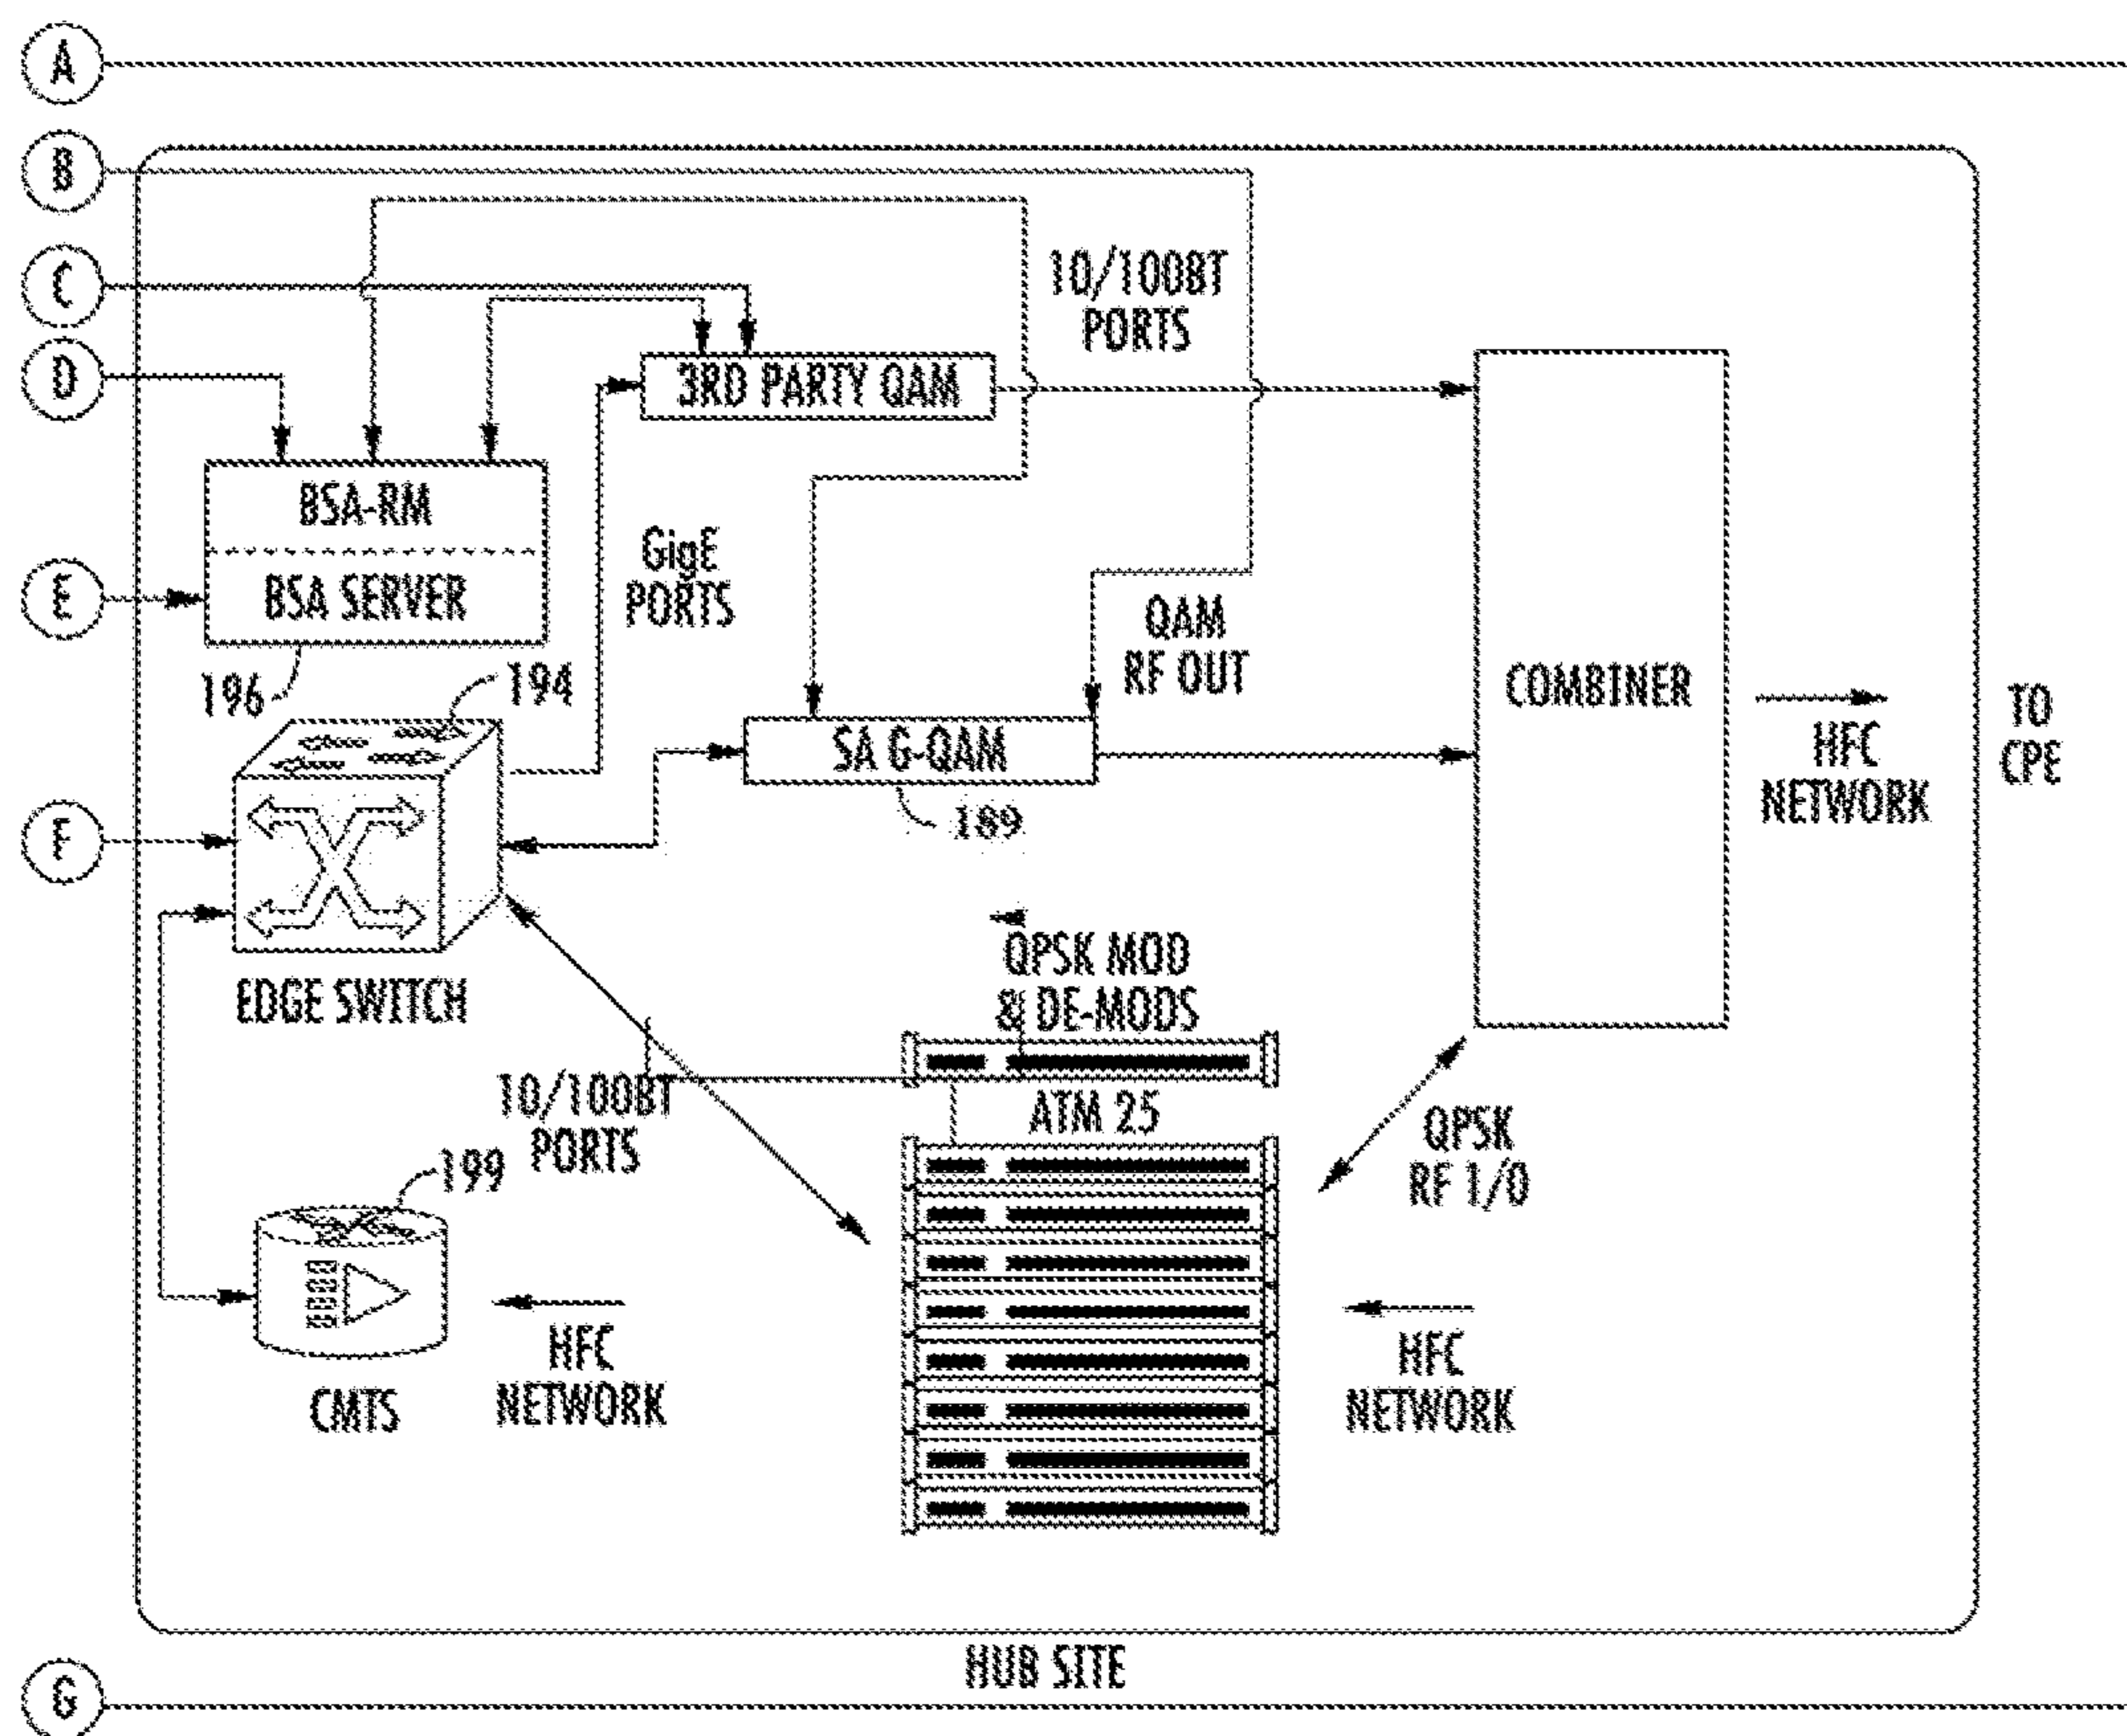 A
B
C
D
E
F
G
10/100BT
PORTS
3RD PARTY QAM
BSA-RM
BSA SERVER
196
GigE
PORTS
QAM
RF OUT
COMBINER
HFC
NETWORK
TO
CPE
194
SA G-QAM
189
EDGE SWITCH
QPSK MOD
& DE-MODS
10/100BT
PORTS
ATM 25
QPSK
RF I/O
199
CMTS
HFC
NETWORK
HFC
NETWORK
HUB SITE